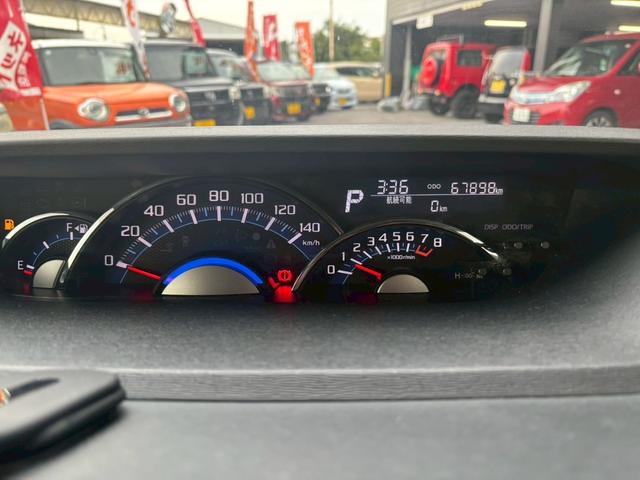 P 3:36 ODO 67898km
航続可能
0km
DISP ODO/TRIP
E F
0 20 40 60 80 100 120 140
km/h
0 1 2 3 4 5 6 7 8
×1000r/min
H